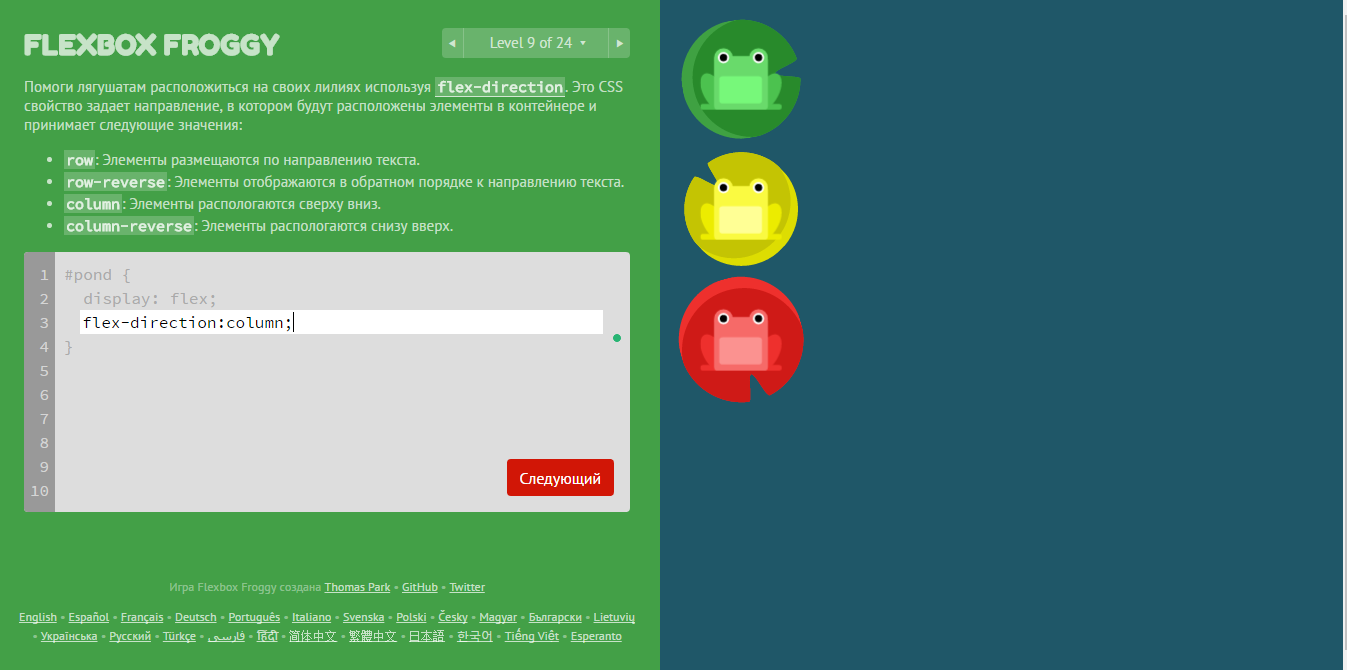 FLEXBOX FROGGY
Level 9 of 24
Помоги лягушатам расположиться на своих лилиях используя flex-direction. Это CSS
свойство задает направление, в котором будут расположены элементы в контейнере и
принимает следующие значения:
• row: Элементы размещаются по направлению текста.
• row-reverse: Элементы отображаются в обратном порядке к направлению текста.
• column: Элементы распологаются сверху вниз.
• column-reverse: Элементы распологаются снизу вверх.
1 #pond {
2 display: flex;
3 flex-direction:column;
4 }
5
6
7
8
9
10
Следующий
Игра Flexbox Froggy создана Thomas Park • GitHub • Twitter
English • Español • Français • Deutsch • Português • Italiano • Svenska • Polski • Česky • Magyar • Български • Lietuvių
• Українська • Русский • Türkçe • فارسی • हिंदी • 简体中文 • 繁體中文 • 日本語 • 한국어 • Tiếng Việt • Esperanto